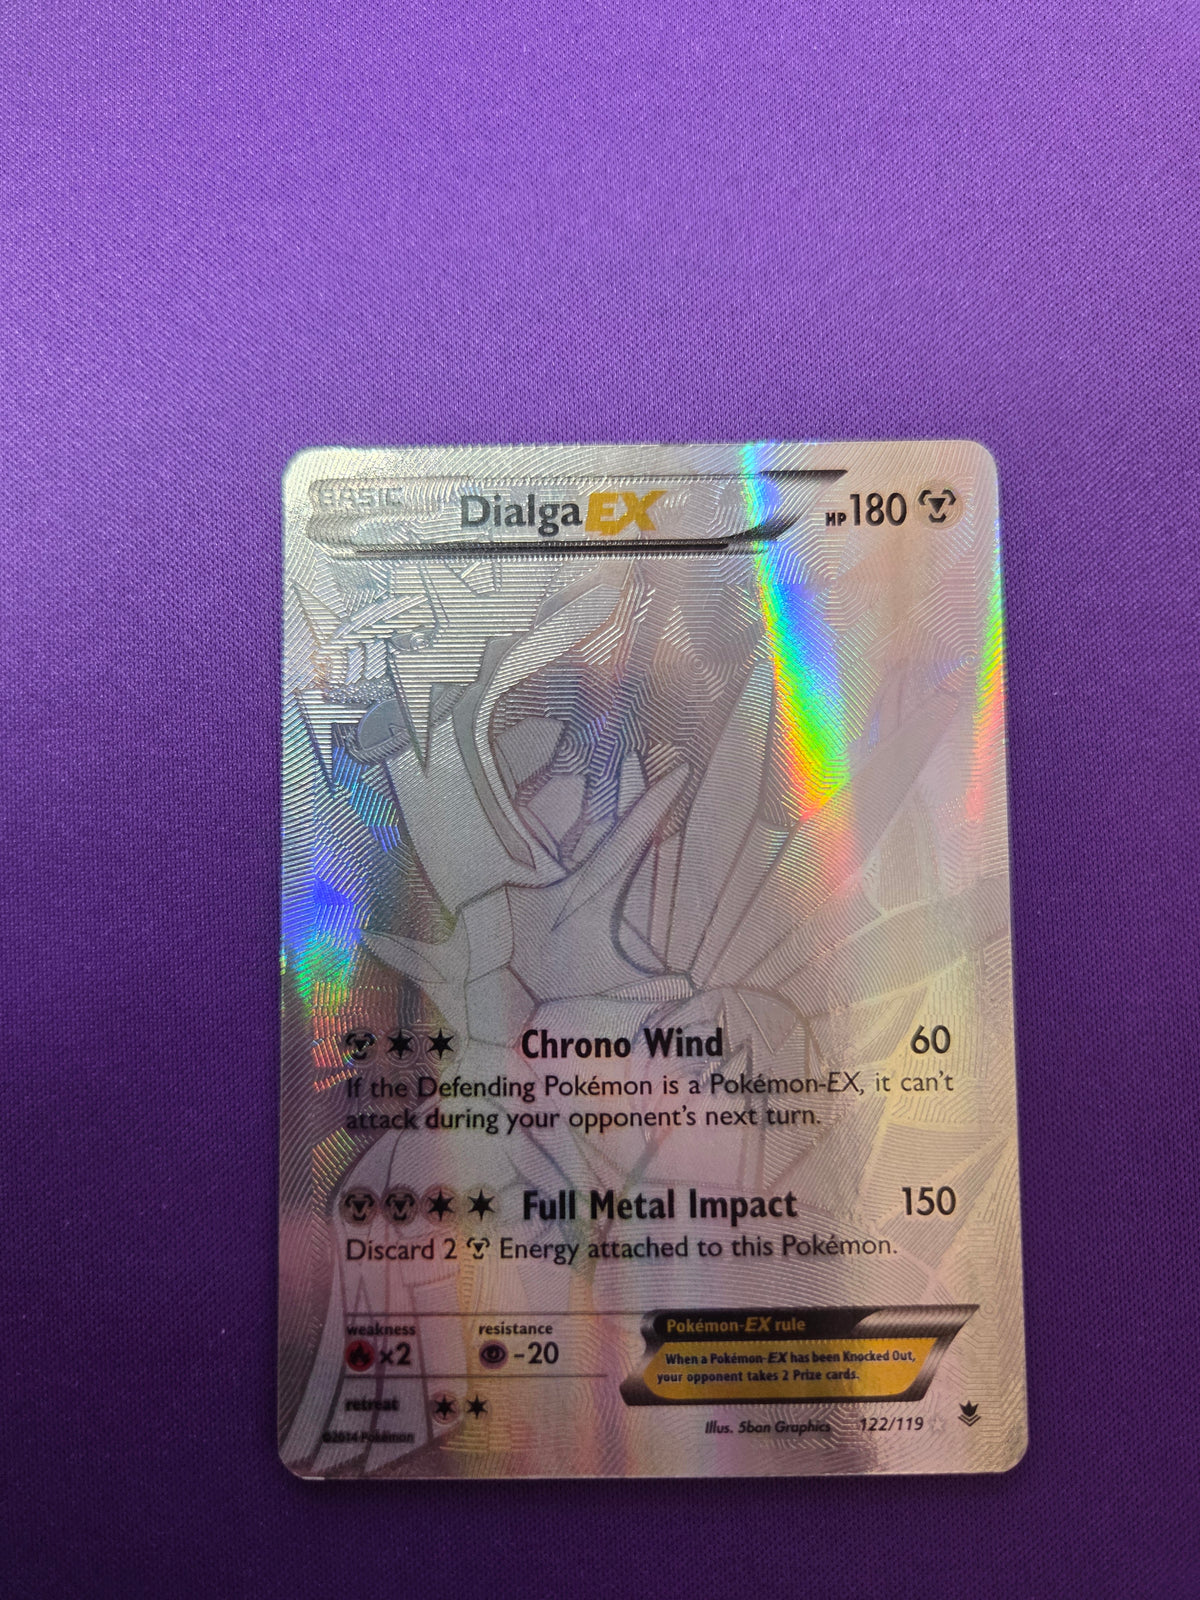 BASIC Dialga EX HP 180
Chrono Wind 60
If the Defending Pokémon is a Pokémon-EX, it can't
attack during your opponent's next turn.
Full Metal Impact 150
Discard 2 Energy attached to this Pokémon.
weakness resistance
×2 -20
Pokémon-EX rule
When a Pokémon-EX has been Knocked Out,
your opponent takes 2 Prize cards.
retreat
Illus. 5ban Graphics 122/119
©2014 Pokémon